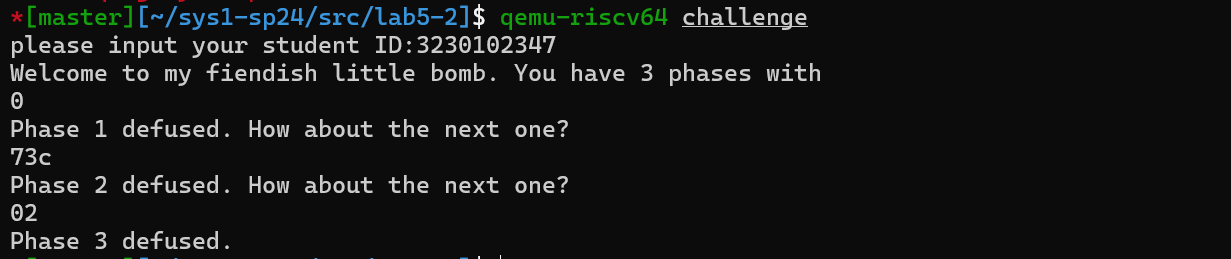 *[master][~/sys1-sp24/src/lab5-2]$ qemu-riscv64 challenge
please input your student ID:3230102347
Welcome to my fiendish little bomb. You have 3 phases with
0
Phase 1 defused. How about the next one?
73c
Phase 2 defused. How about the next one?
02
Phase 3 defused.